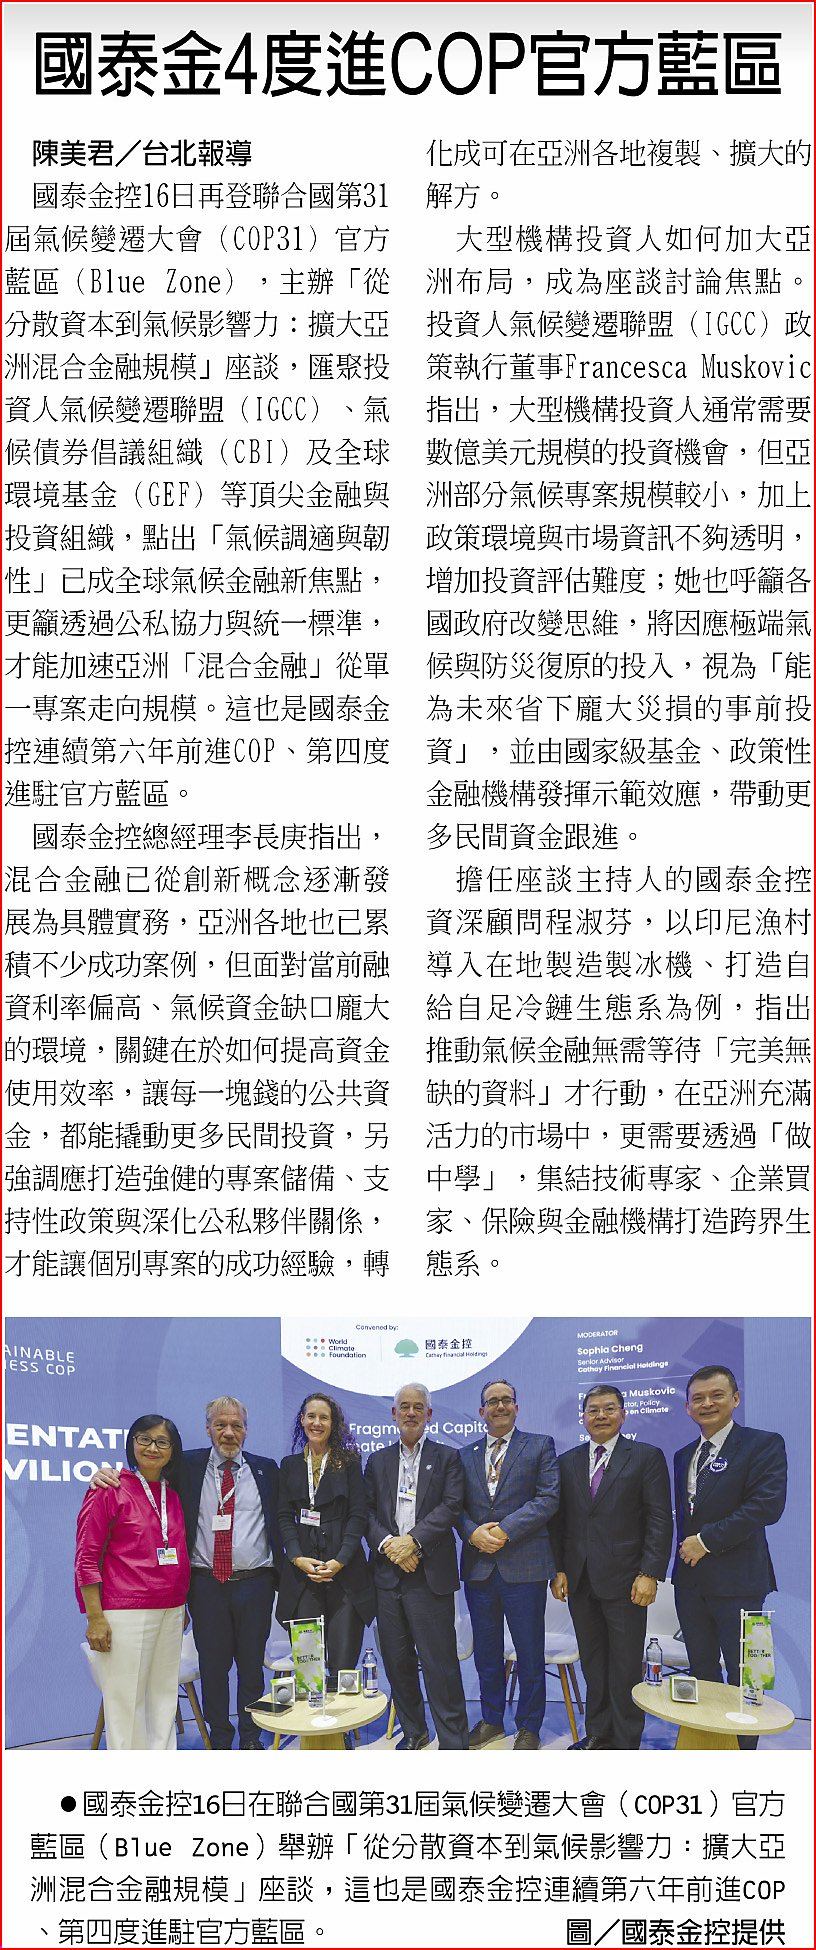 國泰金4度進COP官方藍區
陳美君／台北報導
國泰金控16日再登聯合國第31
屆氣候變遷大會（COP31）官方
藍區（Blue Zone），主辦「從
分散資本到氣候影響力：擴大亞
洲混合金融規模」座談，匯聚投
資人氣候變遷聯盟（IGCC）、氣
候債券倡議組織（CBI）及全球
環境基金（GEF）等頂尖金融與
投資組織，點出「氣候調適與韌
性」已成全球氣候金融新焦點，
更籲透過公私協力與統一標準，
才能加速亞洲「混合金融」從單
一專案走向規模。這也是國泰金
控連續第六年前進COP、第四度
進駐官方藍區。
國泰金控總經理李長庚指出，
混合金融已從創新概念逐漸發
展為具體實務，亞洲各地也已累
積不少成功案例，但面對當前融
資利率偏高、氣候資金缺口龐大
的環境，關鍵在於如何提高資金
使用效率，讓每一塊錢的公共資
金，都能撬動更多民間投資，另
強調應打造強健的專案儲備、支
持性政策與深化公私夥伴關係，
才能讓個別專案的成功經驗，轉
化成可在亞洲各地複製、擴大的
解方。
大型機構投資人如何加大亞
洲布局，成為座談討論焦點。
投資人氣候變遷聯盟（IGCC）政
策執行董事Francesca Muskovic
指出，大型機構投資人通常需要
數億美元規模的投資機會，但亞
洲部分氣候專案規模較小，加上
政策環境與市場資訊不夠透明，
增加投資評估難度；她也呼籲各
國政府改變思維，將因應極端氣
候與防災復原的投入，視為「能
為未來省下龐大災損的事前投
資」，並由國家級基金、政策性
金融機構發揮示範效應，帶動更
多民間資金跟進。
擔任座談主持人的國泰金控
資深顧問程淑芬，以印尼漁村
導入在地製造製冰機、打造自
給自足冷鏈生態系為例，指出
推動氣候金融無需等待「完美無
缺的資料」才行動，在亞洲充滿
活力的市場中，更需要透過「做
中學」，集結技術專家、企業買
家、保險與金融機構打造跨界生
態系。
AINABLE
NESS COP
ENTATI
VILION
Convened by:
World
Climate
Foundation
國泰金控
Cathay Financial Holdings
MODERATOR
Sophia Cheng
Senior Advisor
Cathay Financial Holdings
Muskovic
Policy
on Climate
BETTER
TOGETHER
●國泰金控16日在聯合國第31屆氣候變遷大會（COP31）官方
藍區（Blue Zone）舉辦「從分散資本到氣候影響力：擴大亞
洲混合金融規模」座談，這也是國泰金控連續第六年前進COP
、第四度進駐官方藍區。
圖／國泰金控提供